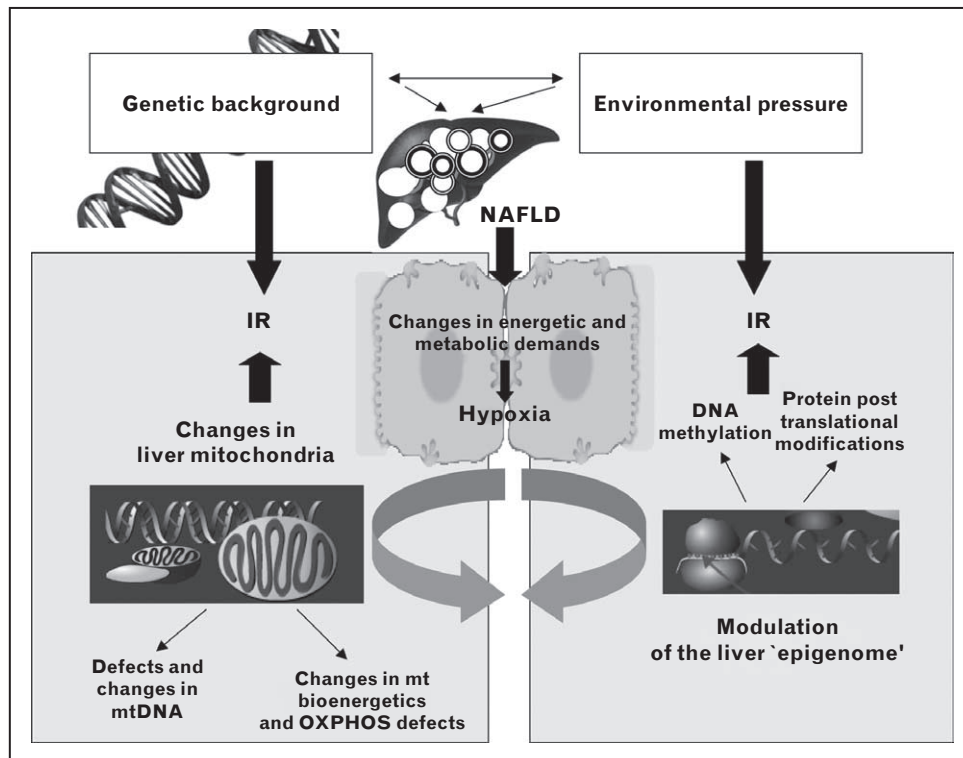 Genetic background
Environmental pressure
NAFLD
IR
Changes in energetic and
metabolic demands
Hypoxia
IR
Changes in
liver mitochondria
DNA
methylation
Protein post
translational
modifications
Defects and
changes in
mtDNA
Changes in mt
bioenergetics
and OXPHOS defects
Modulation
of the liver `epigenome'